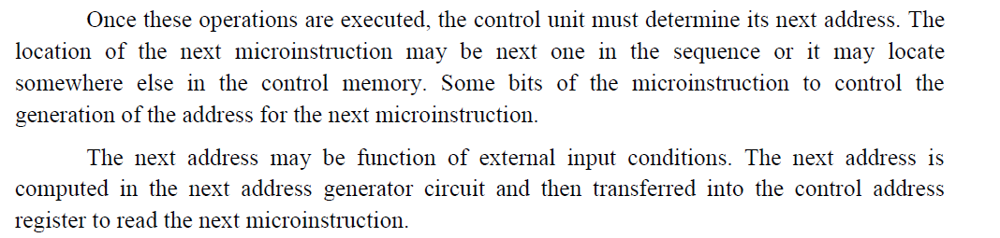 Once these operations are executed, the control unit must determine its next address. The
location of the next microinstruction may be next one in the sequence or it may locate
somewhere else in the control memory. Some bits of the microinstruction to control the
generation of the address for the next microinstruction.
The next address may be function of external input conditions. The next address is
computed in the next address generator circuit and then transferred into the control address
register to read the next microinstruction.